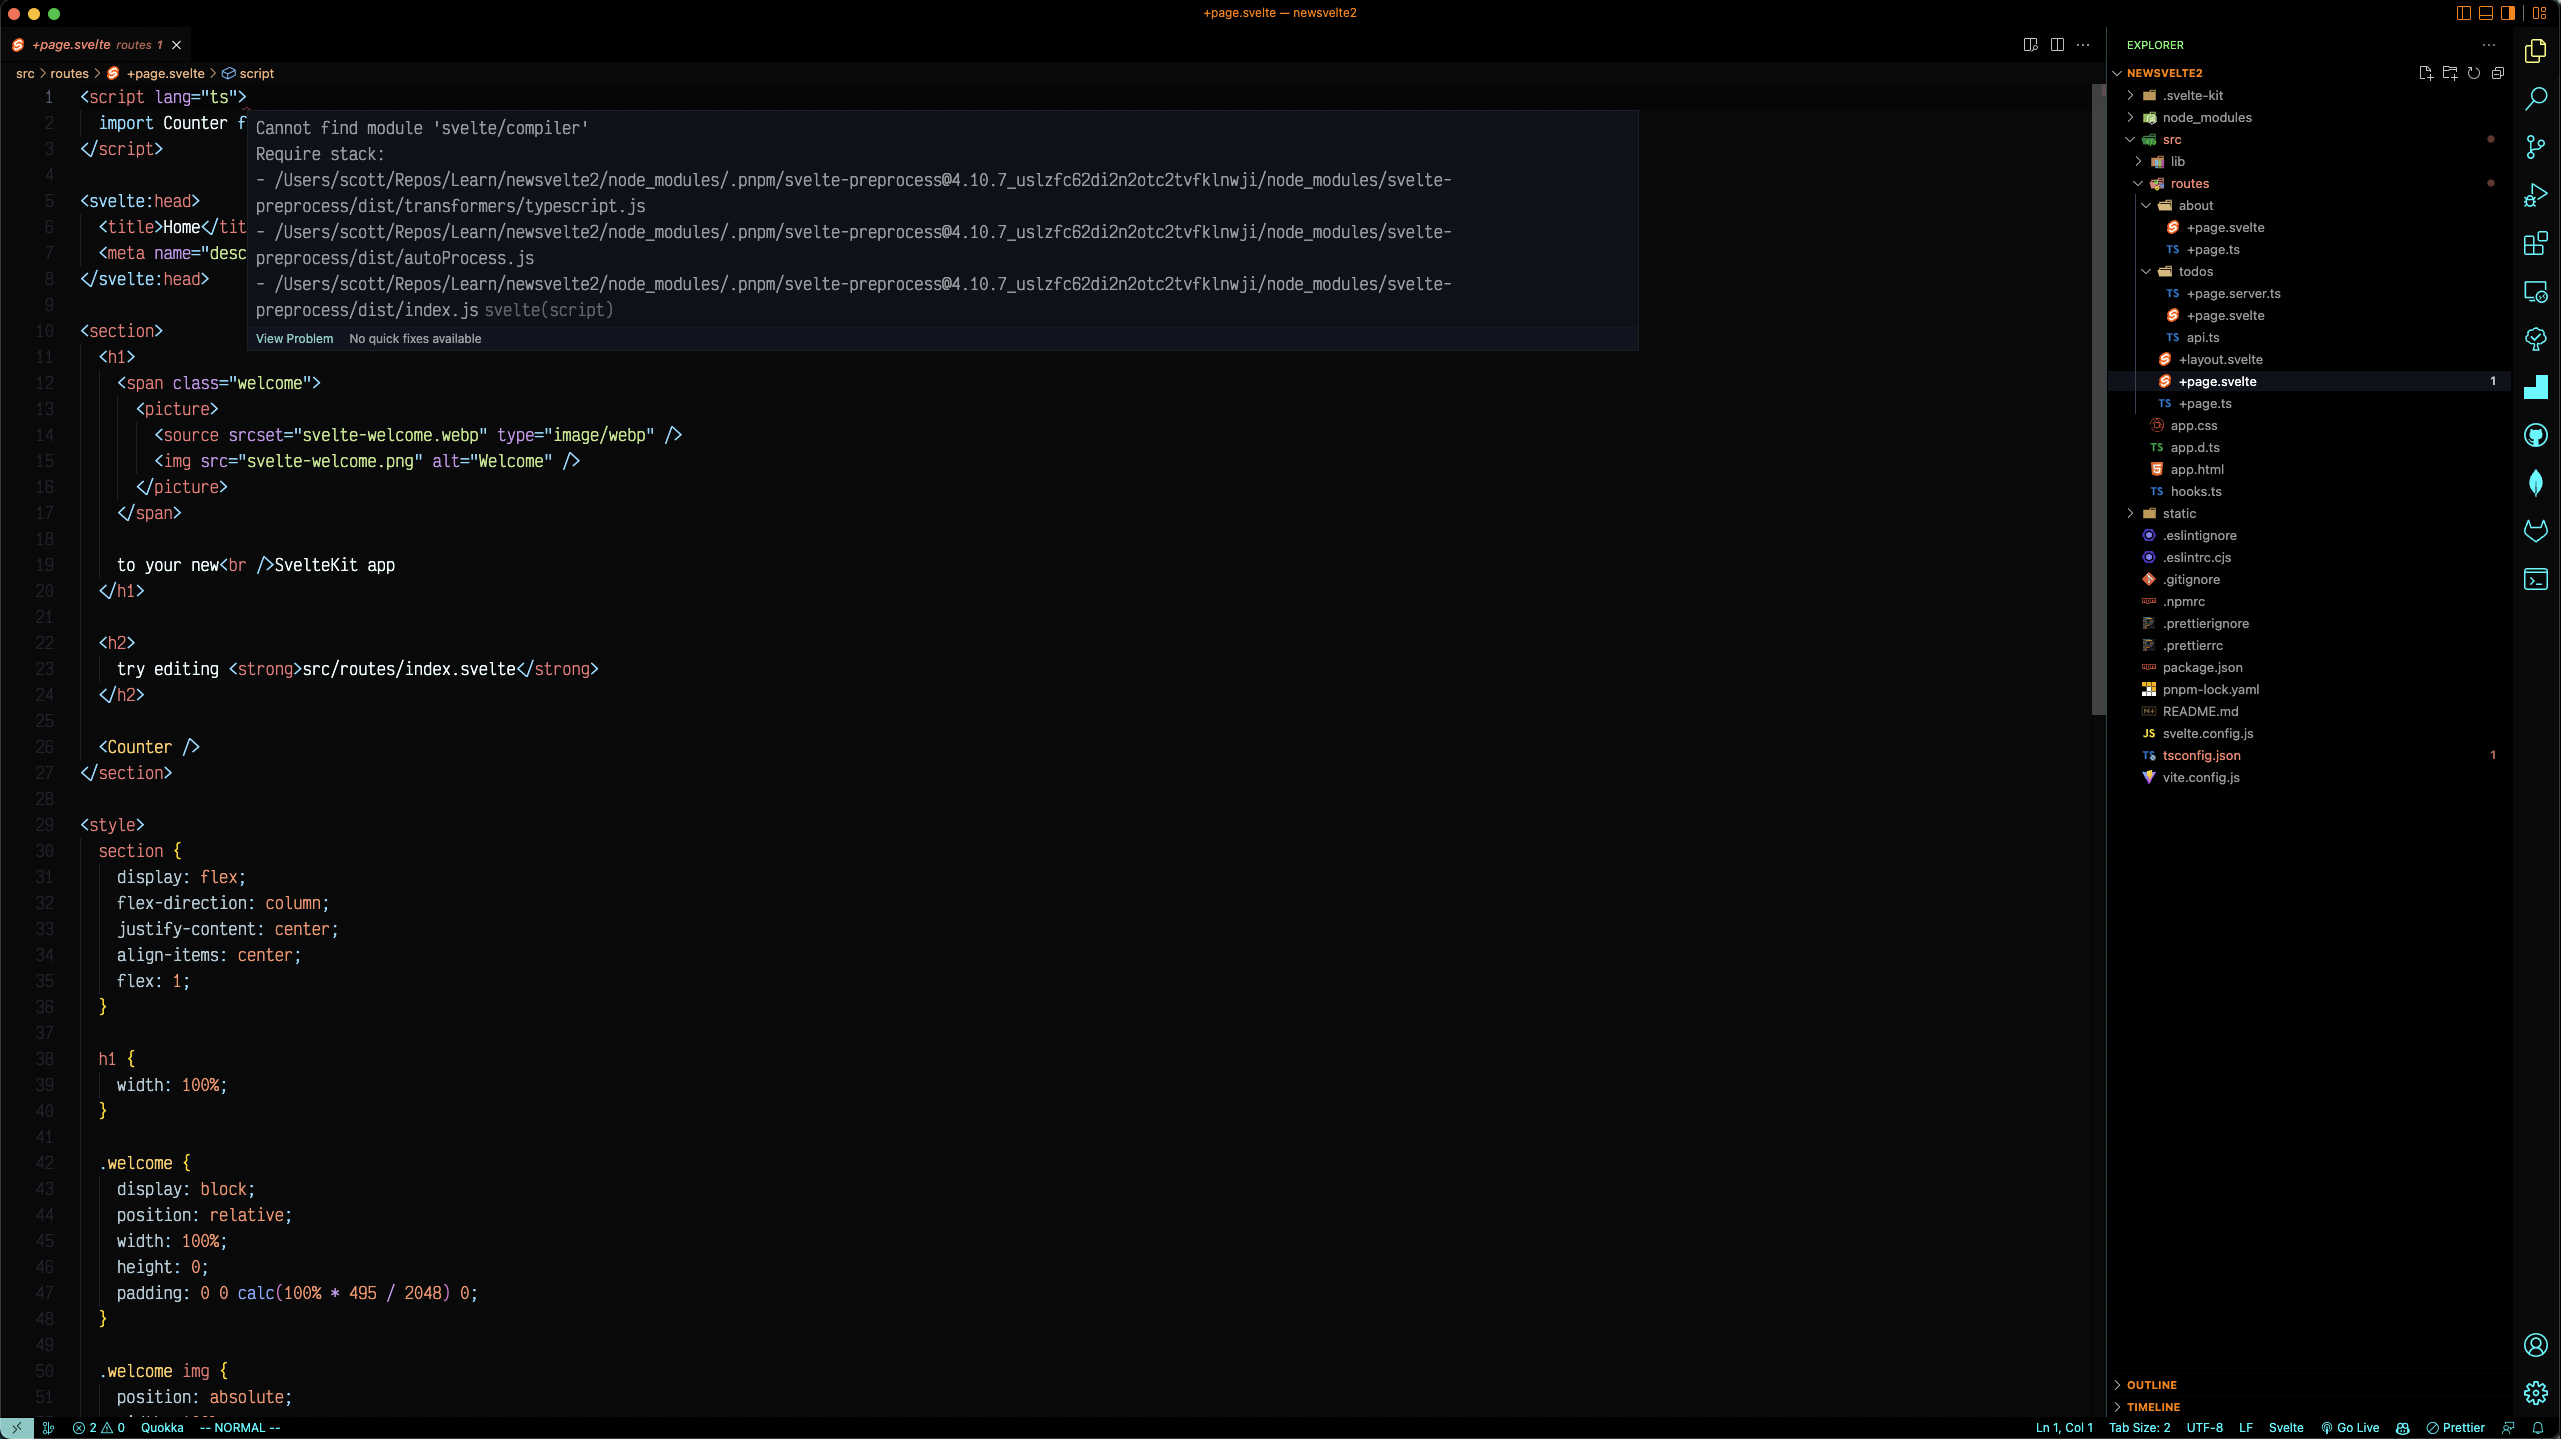 +page.svelte — newsvelte2
+page.svelte routes 1
src > routes > +page.svelte > script
1 <script lang="ts">
2 import Counter f
3 </script>
4
5 <svelte:head>
6 <title>Home</tit
7 <meta name="desc
8 </svelte:head>
9
10 <section>
11 <h1>
12 <span class="welcome">
13 <picture>
14 <source srcset="svelte-welcome.webp" type="image/webp" />
15 <img src="svelte-welcome.png" alt="Welcome" />
16 </picture>
17 </span>
18
19 to your new<br />SvelteKit app
20 </h1>
21
22 <h2>
23 try editing <strong>src/routes/index.svelte</strong>
24 </h2>
25
26 <Counter />
27 </section>
28
29 <style>
30 section {
31 display: flex;
32 flex-direction: column;
33 justify-content: center;
34 align-items: center;
35 flex: 1;
36 }
37
38 h1 {
39 width: 100%;
40 }
41
42 .welcome {
43 display: block;
44 position: relative;
45 width: 100%;
46 height: 0;
47 padding: 0 0 calc(100% * 495 / 2048) 0;
48 }
49
50 .welcome img {
51 position: absolute;
Cannot find module 'svelte/compiler'
Require stack:
- /Users/scott/Repos/Learn/newsvelte2/node_modules/.pnpm/svelte-preprocess@4.10.7_uslzfc62di2n2otc2tvfklnwji/node_modules/svelte-
preprocess/dist/transformers/typescript.js
- /Users/scott/Repos/Learn/newsvelte2/node_modules/.pnpm/svelte-preprocess@4.10.7_uslzfc62di2n2otc2tvfklnwji/node_modules/svelte-
preprocess/dist/autoProcess.js
- /Users/scott/Repos/Learn/newsvelte2/node_modules/.pnpm/svelte-preprocess@4.10.7_uslzfc62di2n2otc2tvfklnwji/node_modules/svelte-
preprocess/dist/index.js svelte(script)
View Problem No quick fixes available
EXPLORER
NEWSVELTE2
.svelte-kit
node_modules
src
lib
routes
about
+page.svelte
TS +page.ts
todos
TS +page.server.ts
+page.svelte
TS api.ts
+layout.svelte
+page.svelte 1
TS +page.ts
app.css
TS app.d.ts
app.html
TS hooks.ts
static
.eslintignore
.eslintrc.cjs
.gitignore
.npmrc
.prettierignore
.prettierrc
package.json
pnpm-lock.yaml
README.md
JS svelte.config.js
TS tsconfig.json 1
vite.config.js
OUTLINE
TIMELINE
2 0 Quokka -- NORMAL --
Ln 1, Col 1 Tab Size: 2 UTF-8 LF Svelte Go Live Prettier